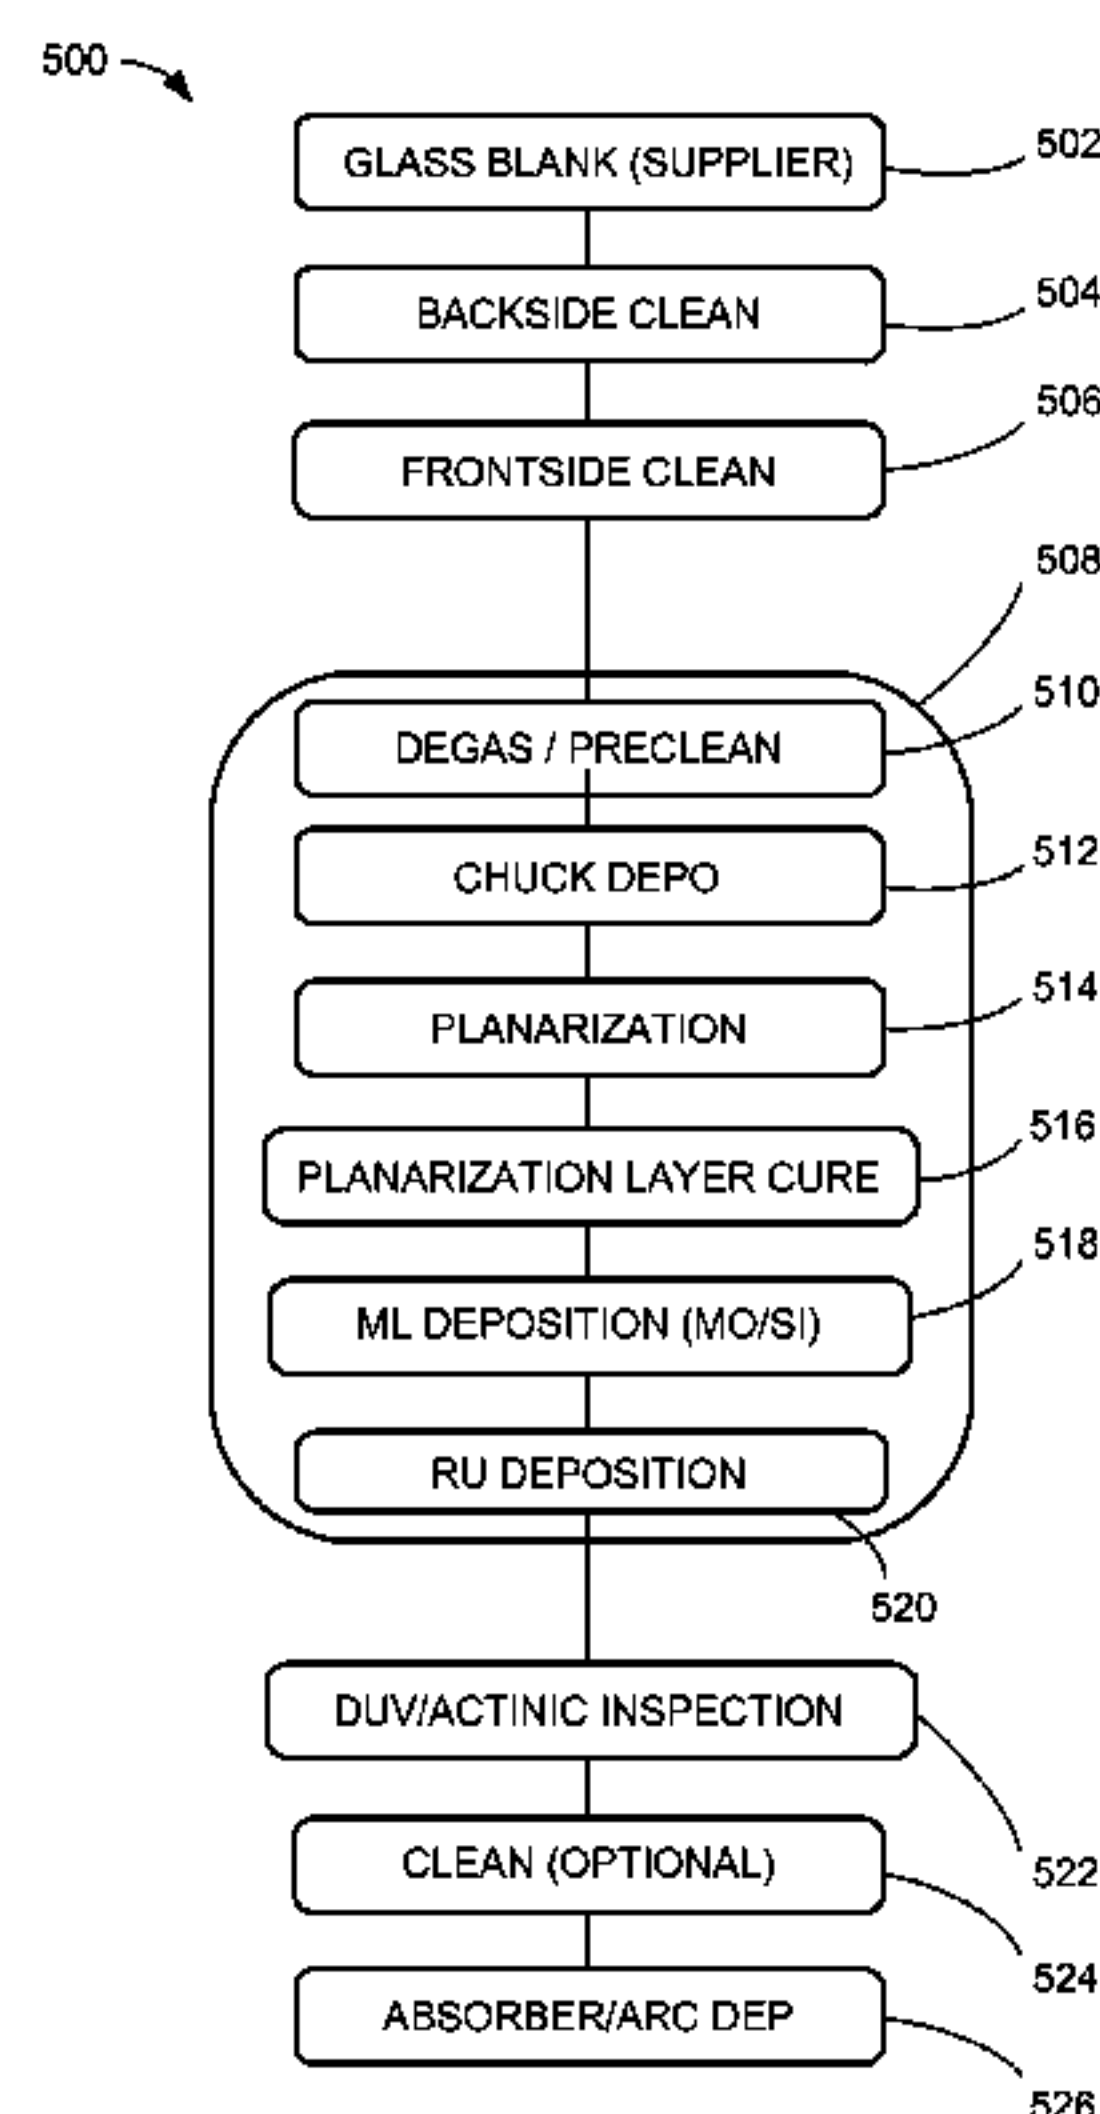 500
GLASS BLANK (SUPPLIER)
502
BACKSIDE CLEAN
504
FRONTSIDE CLEAN
506
508
DEGAS / PRECLEAN
510
CHUCK DEPO
512
PLANARIZATION
514
PLANARIZATION LAYER CURE
516
ML DEPOSITION (MO/SI)
518
RU DEPOSITION
520
DUV/ACTINIC INSPECTION
522
CLEAN (OPTIONAL)
524
ABSORBER/ARC DEP
526